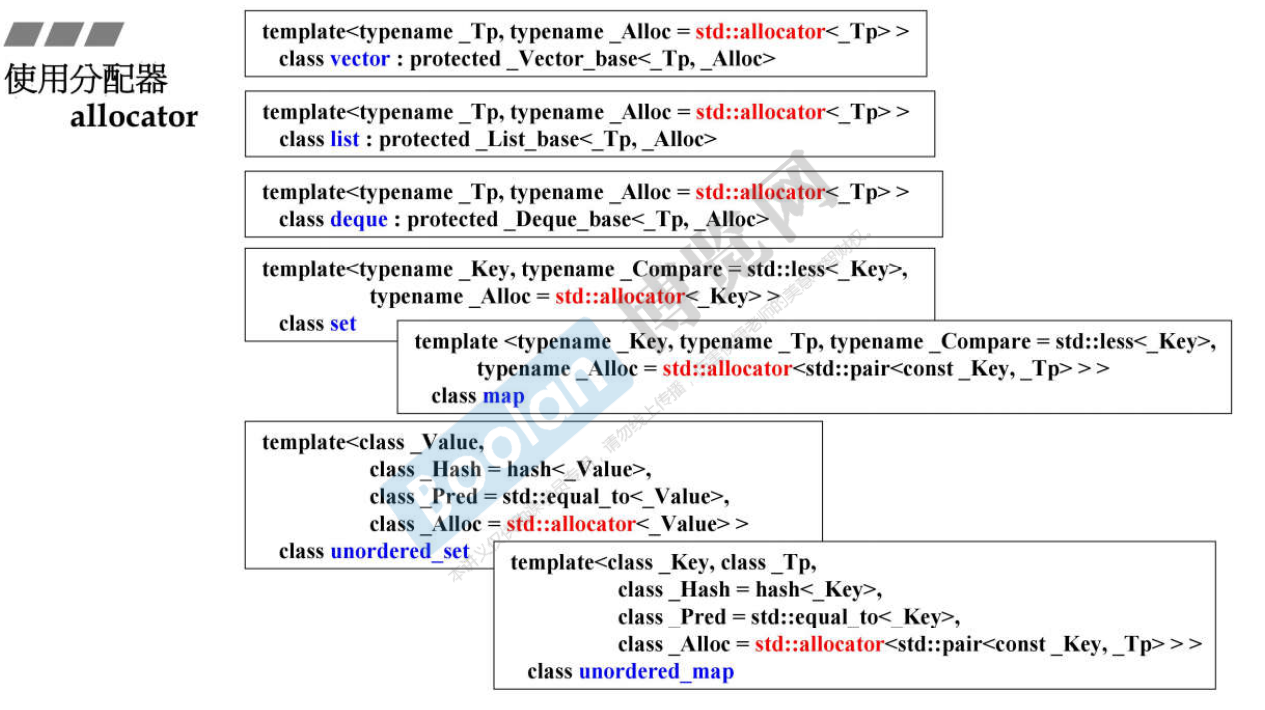 使用分配器
allocator
template<typename _Tp, typename _Alloc = std::allocator<_Tp> >
class vector : protected _Vector_base<_Tp, _Alloc>
template<typename _Tp, typename _Alloc = std::allocator<_Tp> >
class list : protected _List_base<_Tp, _Alloc>
template<typename _Tp, typename _Alloc = std::allocator<_Tp> >
class deque : protected _Deque_base<_Tp, _Alloc>
template<typename _Key, typename _Compare = std::less<_Key>,
typename _Alloc = std::allocator<_Key> >
class set
template <typename _Key, typename _Tp, typename _Compare = std::less<_Key>,
typename _Alloc = std::allocator<std::pair<const _Key, _Tp> > >
class map
template<class _Value,
class _Hash = hash<_Value>,
class _Pred = std::equal_to<_Value>,
class _Alloc = std::allocator<_Value> >
class unordered_set
template<class _Key, class _Tp,
class _Hash = hash<_Key>,
class _Pred = std::equal_to<_Key>,
class _Alloc = std::allocator<std::pair<const _Key, _Tp> > >
class unordered_map
Boolan 博览网